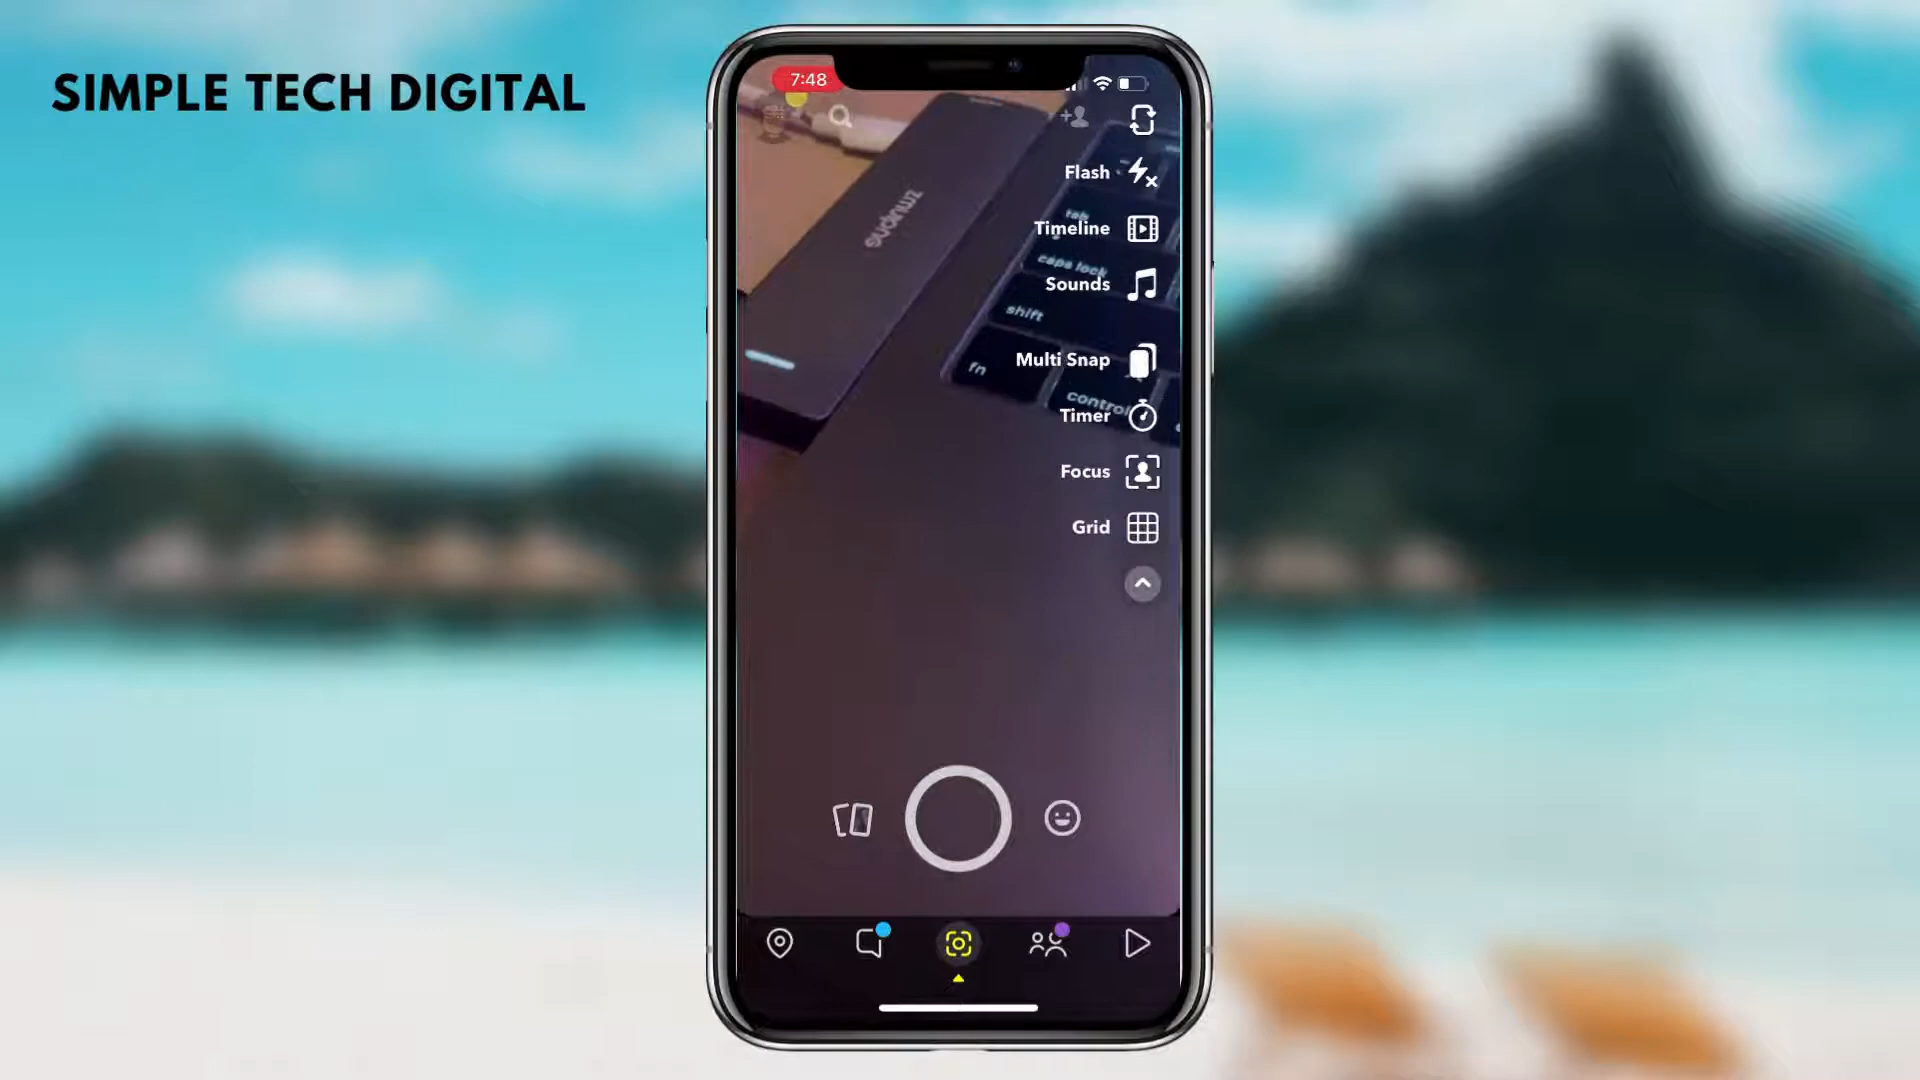 SIMPLE TECH DIGITAL
7:48
Flash
tab
Timeline
caps lock
Sounds
shift
Multi Snap
fn
control
Timer
Focus
Grid